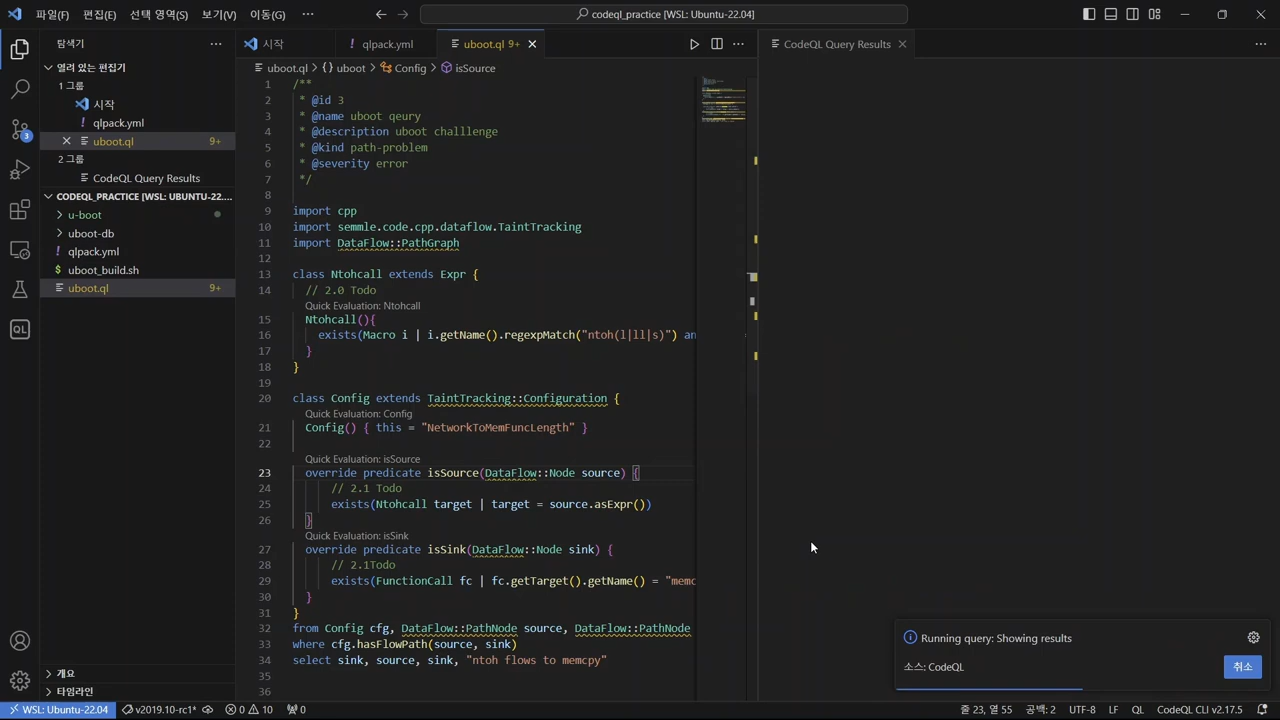 파일(F) 편집(E) 선택 영역(S) 보기(V) 이동(G) ···
codeql_practice [WSL: Ubuntu-22.04]
탐색기
시작
qlpack.yml
uboot.ql 9+
CodeQL Query Results
uboot.ql > {} uboot > Config > isSource
열려 있는 편집기
1 그룹
시작
qlpack.yml
uboot.ql 9+
2 그룹
CodeQL Query Results
CODEQL_PRACTICE [WSL: UBUNTU-22....
u-boot
uboot-db
qlpack.yml
$ uboot_build.sh
uboot.ql 9+
개요
타임라인
3
QL
1 /**
2 * @id 3
3 * @name uboot qeury
4 * @description uboot challlenge
5 * @kind path-problem
6 * @severity error
7 */
8
9 import cpp
10 import semmle.code.cpp.dataflow.TaintTracking
11 import DataFlow::PathGraph
12
13 class Ntohcall extends Expr {
14 // 2.0 Todo
Quick Evaluation: Ntohcall
15 Ntohcall(){
16 exists(Macro i | i.getName().regexpMatch("ntoh(l|ll|s)") an
17 }
18 }
19
20 class Config extends TaintTracking::Configuration {
Quick Evaluation: Config
21 Config() { this = "NetworkToMemFuncLength" }
22
Quick Evaluation: isSource
23 override predicate isSource(DataFlow::Node source) {
24 // 2.1 Todo
25 exists(Ntohcall target | target = source.asExpr())
26 }
Quick Evaluation: isSink
27 override predicate isSink(DataFlow::Node sink) {
28 // 2.1Todo
29 exists(FunctionCall fc | fc.getTarget().getName() = "memc
30 }
31 }
32 from Config cfg, DataFlow::PathNode source, DataFlow::PathNode
33 where cfg.hasFlowPath(source, sink)
34 select sink, source, sink, "ntoh flows to memcpy"
35
36
Running query: Showing results
소스: CodeQL
취소
WSL: Ubuntu-22.04 v2019.10-rc1* 0 10 0 줄 23, 열 55 공백: 2 UTF-8 LF QL CodeQL CLI v2.17.5